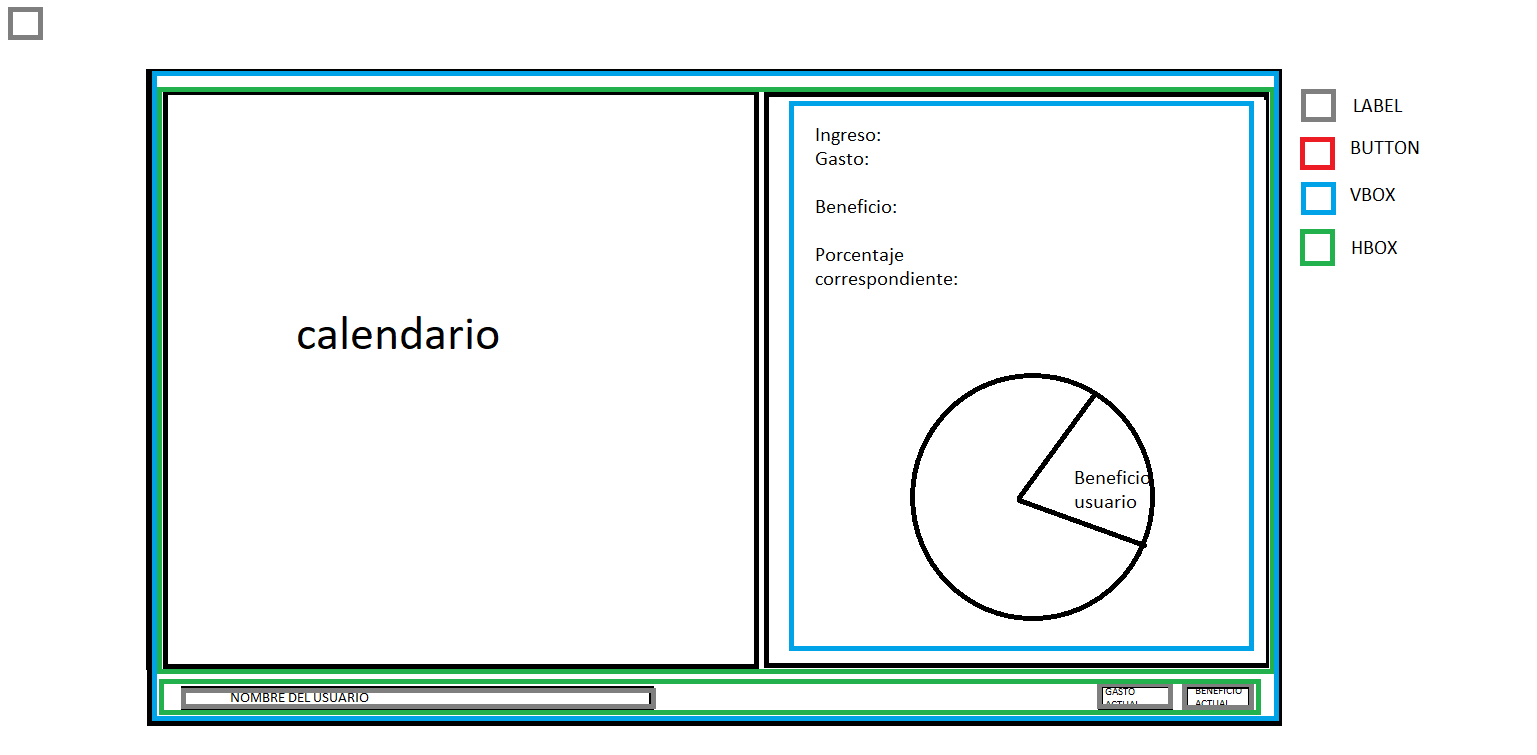 Ingreso:
Gasto:
Beneficio:
Porcentaje
correspondiente:
calendario
Beneficio
usuario
NOMBRE DEL USUARIO
GASTO
ACTUAL
BENEFICIO
ACTUAL
LABEL
BUTTON
VBOX
HBOX